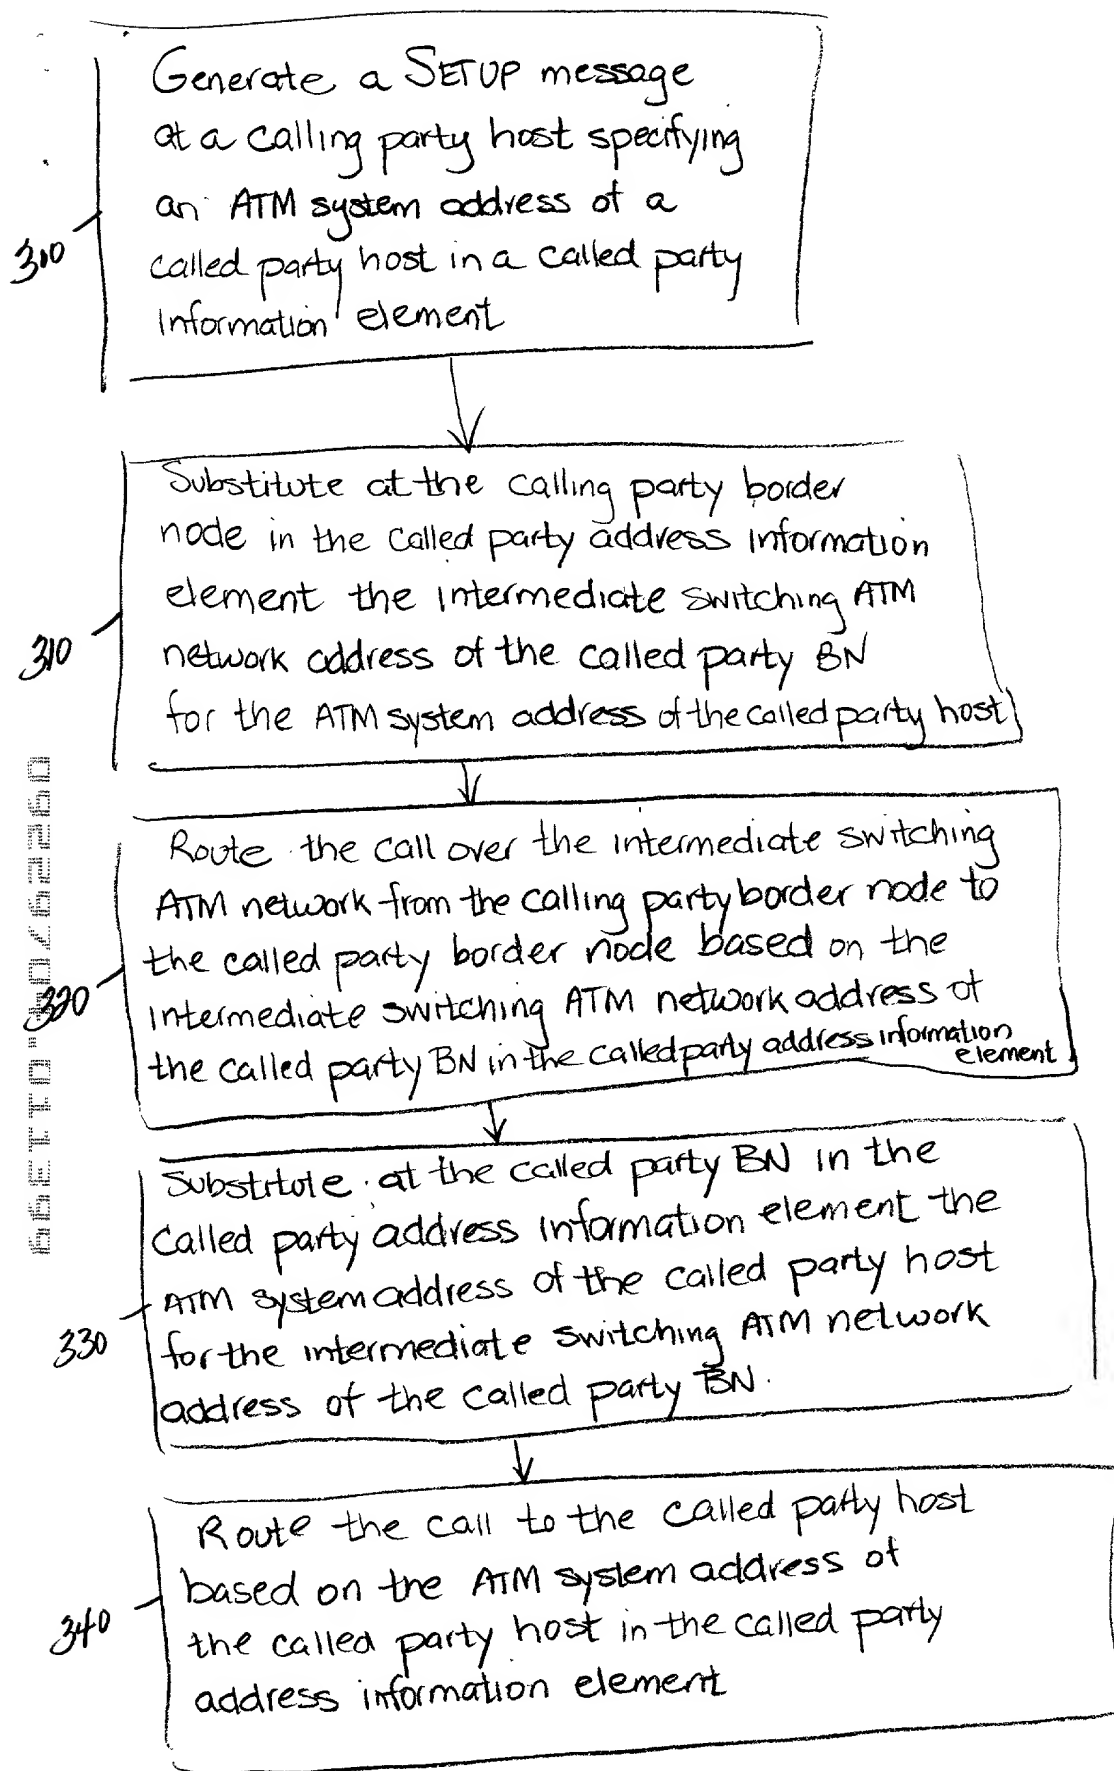 Generate a SETUP message
at a calling party host specifying
an ATM system address of a
310
called party host in a called party
Information element
Substitute at the calling party border
node in the called party address information
element the intermediate switching ATM
310
network address of the called party BN
for the ATM system address of the called party host
Route the call over the intermediate switching
ATM network from the calling party border node to
the called party border node based on the
320
intermediate switching ATM network address of
the called party BN in the called party address information
element
Substitute at the called party BN in the
Called party address information element the
ATM system address of the called party host
330
for the intermediate switching ATM network
address of the called party BN.
Route the call to the called party host
based on the ATM system address of
340
the called party host in the called party
address information element